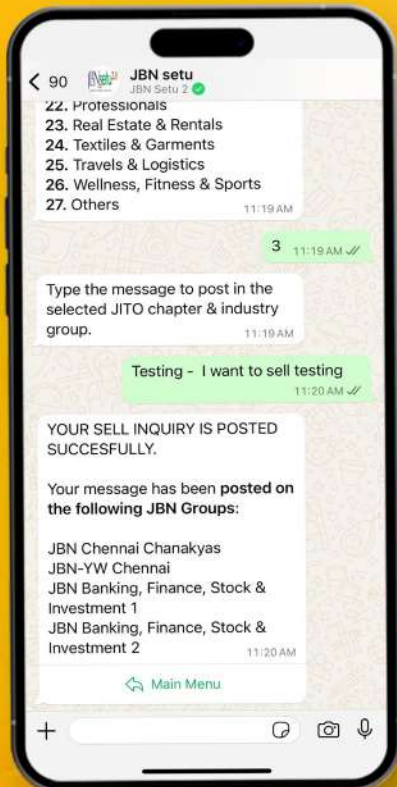 90
JBN setu
JBN Setu 2
22. Professionals
23. Real Estate & Rentals
24. Textiles & Garments
25. Travels & Logistics
26. Wellness, Fitness & Sports
27. Others
11:19 AM
3 11:19 AM
Type the message to post in the
selected JITO chapter & industry
group.
11:19 AM
Testing - I want to sell testing
11:20 AM
YOUR SELL INQUIRY IS POSTED
SUCCESFULLY.
Your message has been posted on
the following JBN Groups:
JBN Chennai Chanakyas
JBN-YW Chennai
JBN Banking, Finance, Stock &
Investment 1
JBN Banking, Finance, Stock &
Investment 2
11:20 AM
Main Menu